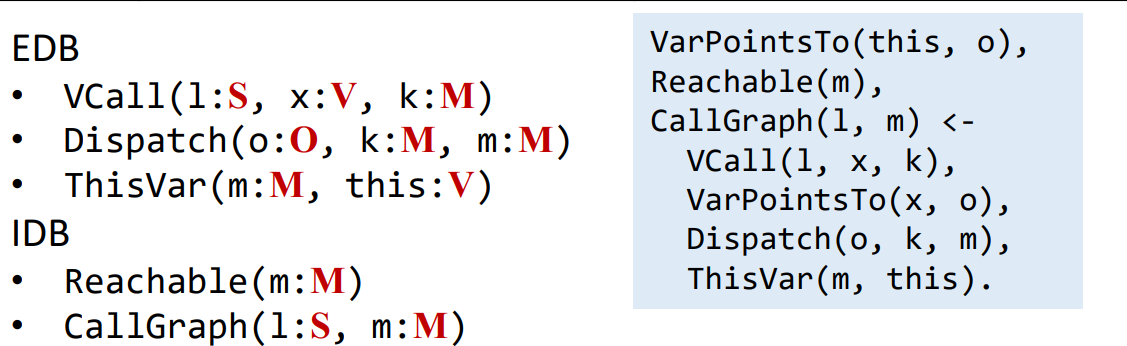 EDB
• VCall(l:S, x:V, k:M)
• Dispatch(o:O, k:M, m:M)
• ThisVar(m:M, this:V)
IDB
• Reachable(m:M)
• CallGraph(l:S, m:M)
VarPointsTo(this, o),
Reachable(m),
CallGraph(l, m) <-
VCall(l, x, k),
VarPointsTo(x, o),
Dispatch(o, k, m),
ThisVar(m, this).